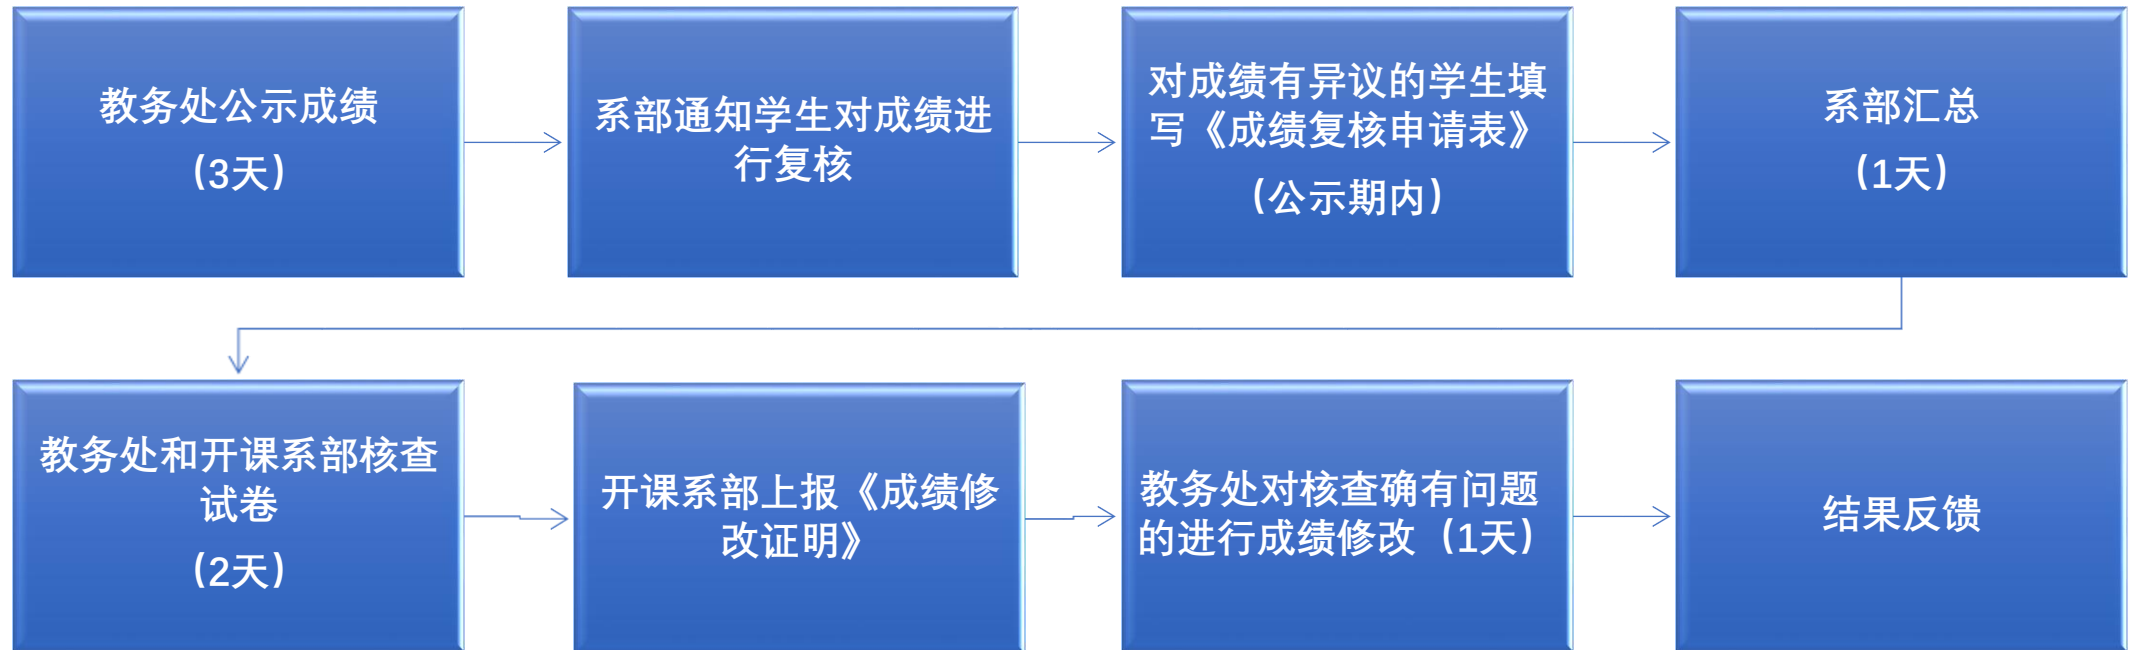 教务处公示成绩
（3天）
系部通知学生对成绩进
行复核
对成绩有异议的学生填
写《成绩复核申请表》
（公示期内）
系部汇总
（1天）
教务处和开课系部核查
试卷
（2天）
开课系部上报《成绩修
改证明》
教务处对核查确有问题
的进行成绩修改（1天）
结果反馈